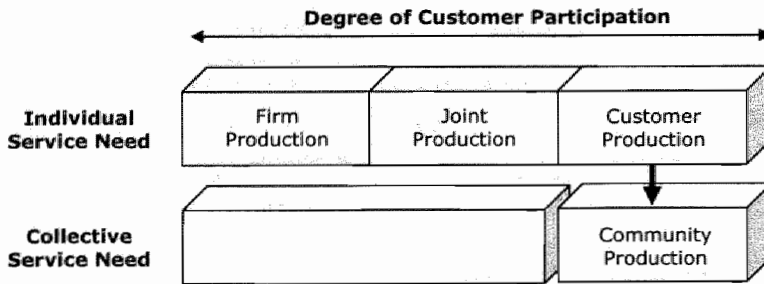 Degree of Customer Participation
Individual
Service Need
Firm
Production
Joint
Production
Customer
Production
Collective
Service Need
Community
Production